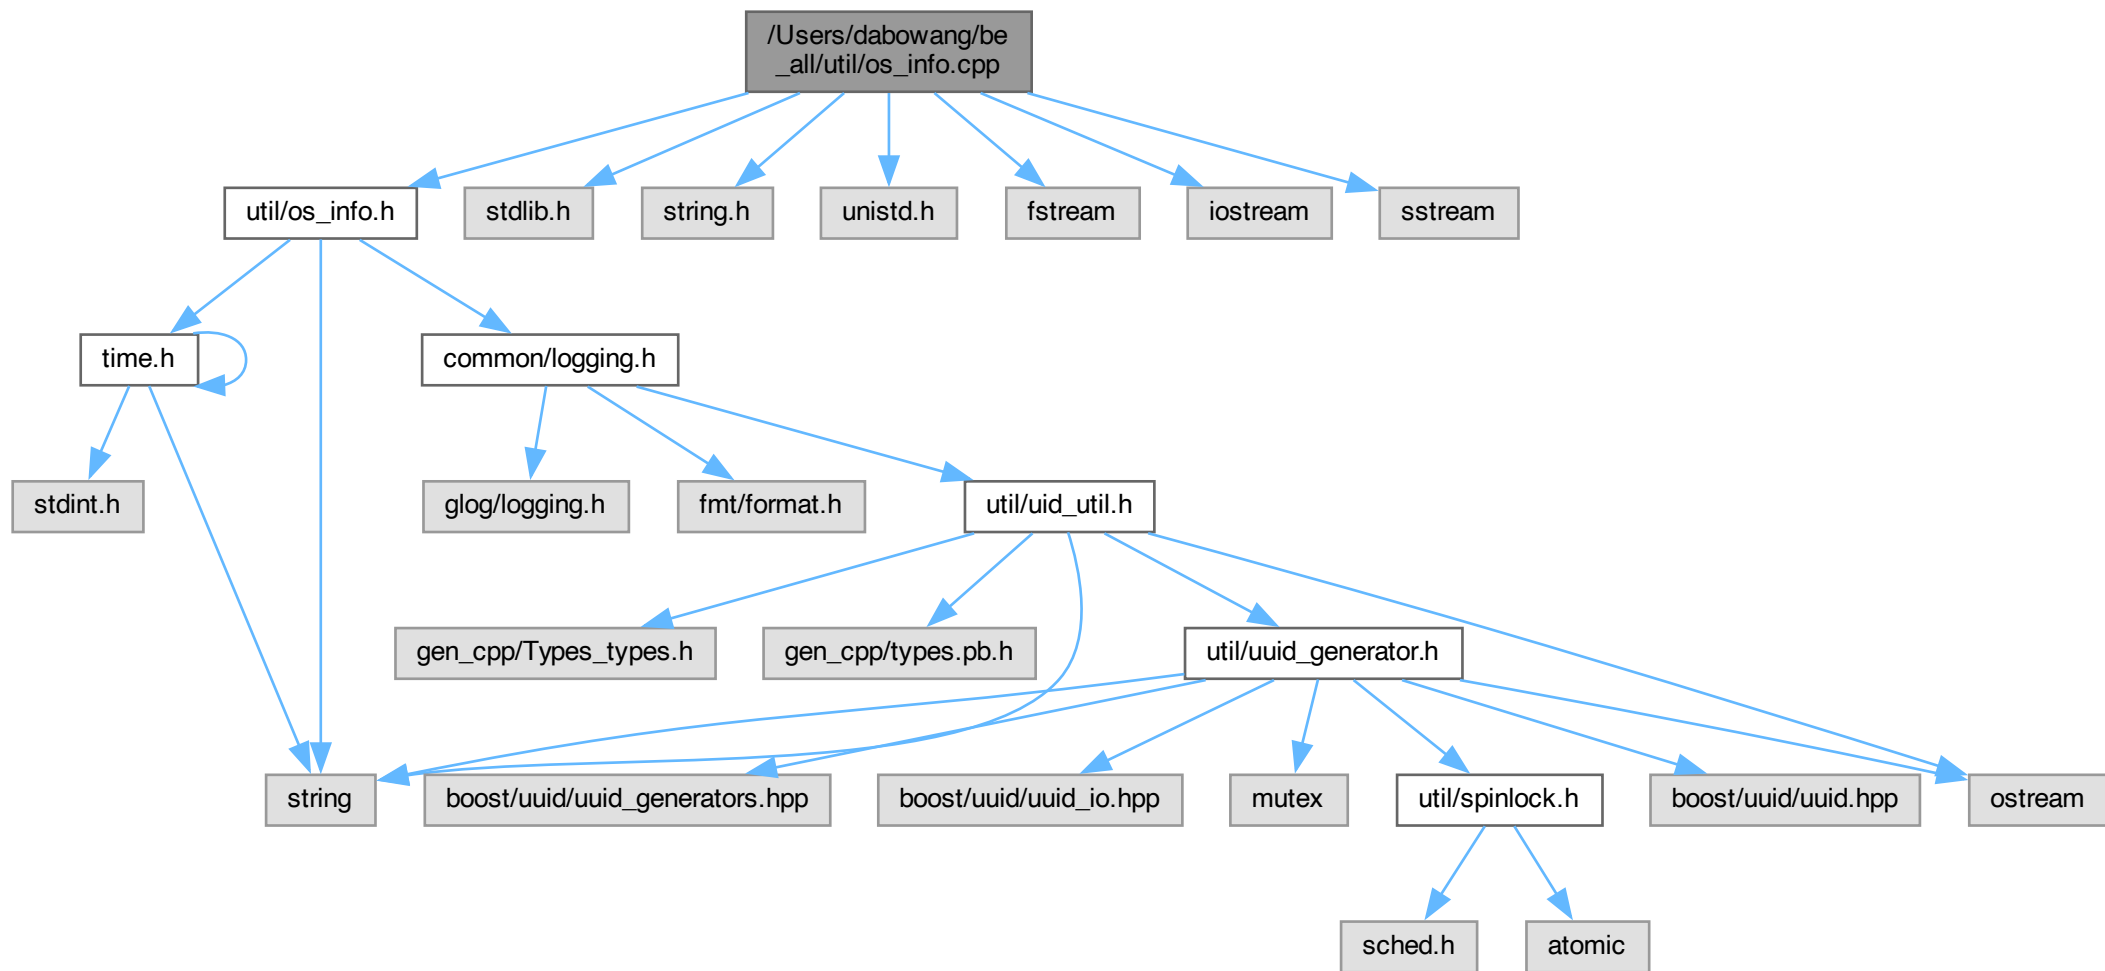 /Users/dabowang/be
_all/util/os_info.cpp
util/os_info.h
stdlib.h
string.h
unistd.h
fstream
iostream
sstream
time.h
common/logging.h
stdint.h
glog/logging.h
fmt/format.h
util/uid_util.h
gen_cpp/Types_types.h
gen_cpp/types.pb.h
util/uuid_generator.h
string
boost/uuid/uuid_generators.hpp
boost/uuid/uuid_io.hpp
mutex
util/spinlock.h
boost/uuid/uuid.hpp
ostream
sched.h
atomic